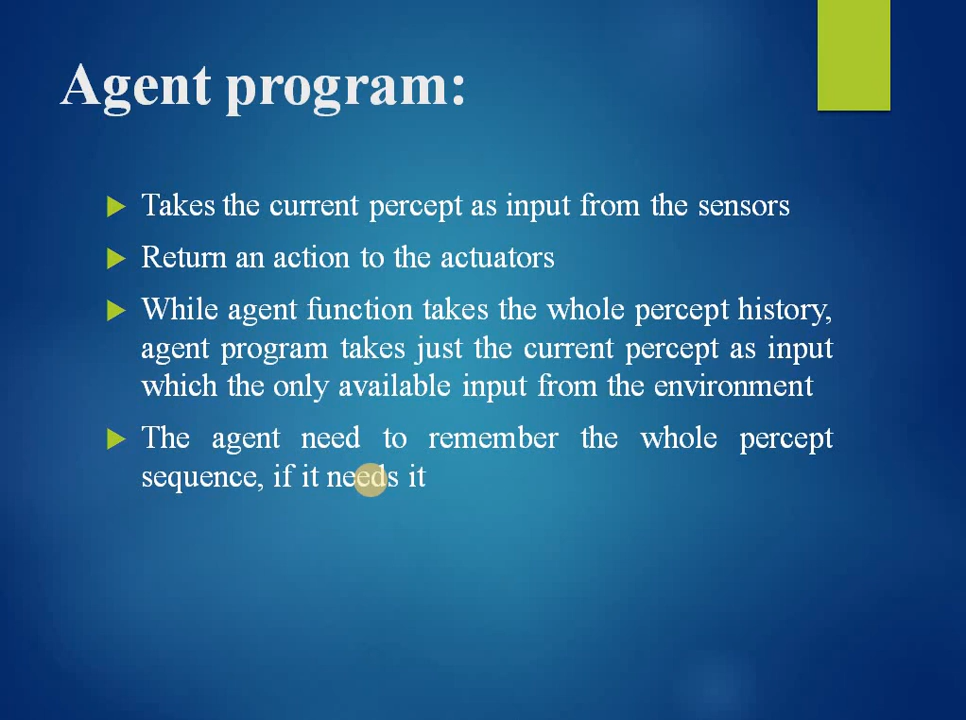 Agent program:
Takes the current percept as input from the sensors
Return an action to the actuators
While agent function takes the whole percept history,
agent program takes just the current percept as input
which the only available input from the environment
The agent need to remember the whole percept
sequence, if it needs it